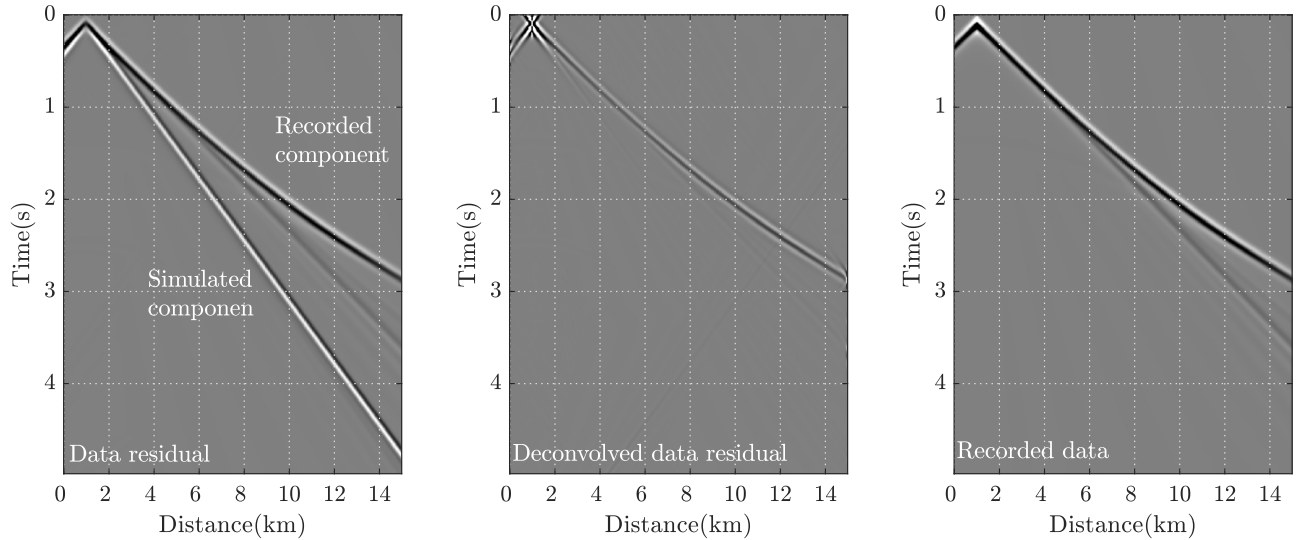 0
1
2
3
4
Time(s)
Recorded
component
Simulated
componen
Data residual
0 2 4 6 8 10 12 14
Distance(km)
0
1
2
3
4
Time(s)
Deconvolved data residual
0 2 4 6 8 10 12 14
Distance(km)
0
1
2
3
4
Time(s)
Recorded data
0 2 4 6 8 10 12 14
Distance(km)